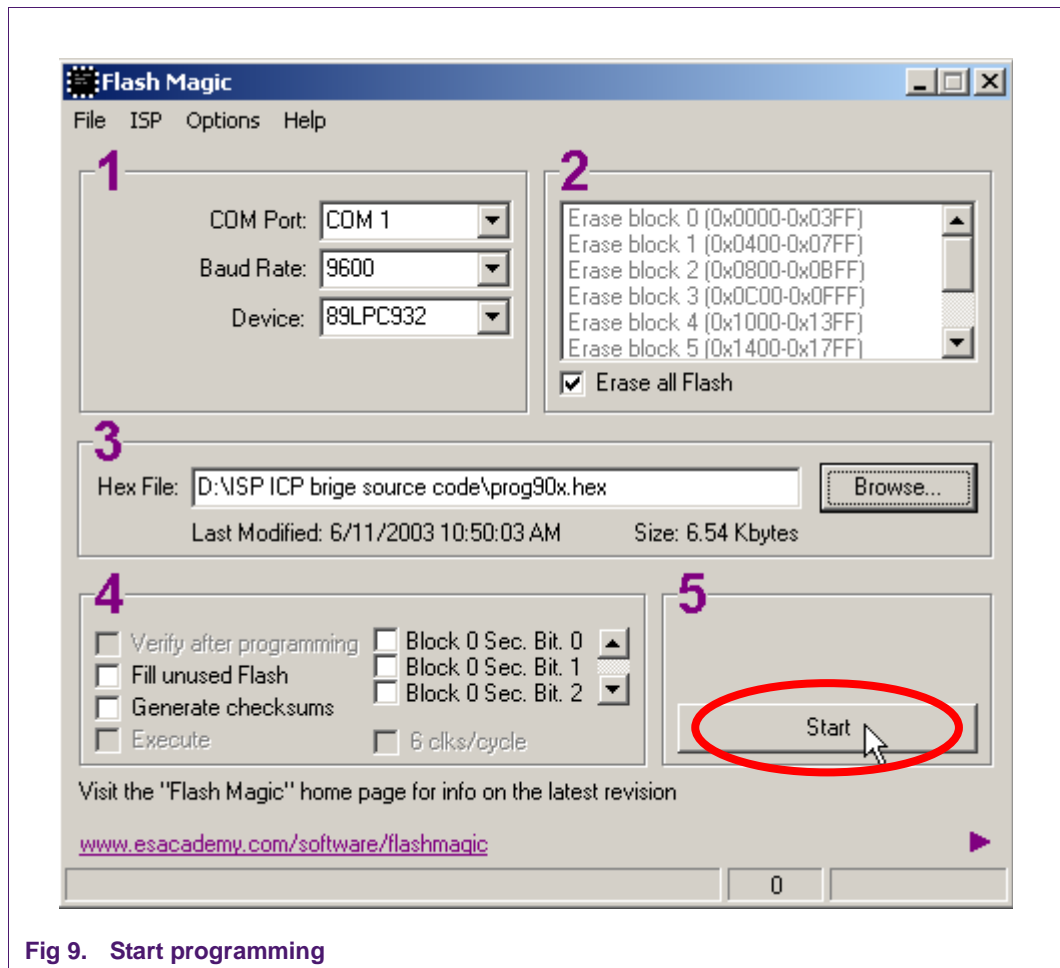 Flash Magic
File ISP Options Help
1
COM Port: COM 1
Baud Rate: 9600
Device: 89LPC932
2
Erase block 0 (0x0000-0x03FF)
Erase block 1 (0x0400-0x07FF)
Erase block 2 (0x0800-0x0BFF)
Erase block 3 (0x0C00-0x0FFF)
Erase block 4 (0x1000-0x13FF)
Erase block 5 (0x1400-0x17FF)
Erase all Flash
3
Hex File: D:\ISP ICP brige source code\prog90x.hex Browse...
Last Modified: 6/11/2003 10:50:03 AM Size: 6.54 Kbytes
4
Verify after programming
Fill unused Flash
Generate checksums
Execute
Block 0 Sec. Bit. 0
Block 0 Sec. Bit. 1
Block 0 Sec. Bit. 2
6 clks/cycle
5
Start
Visit the "Flash Magic" home page for info on the latest revision
www.esacademy.com/software/flashmagic
0
Fig 9. Start programming